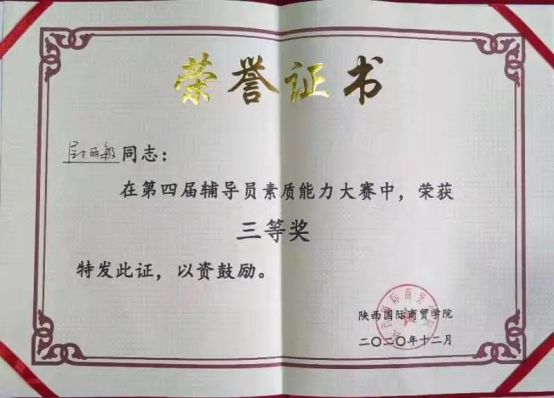 荣誉证书
同志：
在第四届辅导员素质能力大赛中，荣获
三等奖
特发此证，以资鼓励。
陕西国际商贸学院
二〇二〇年十二月